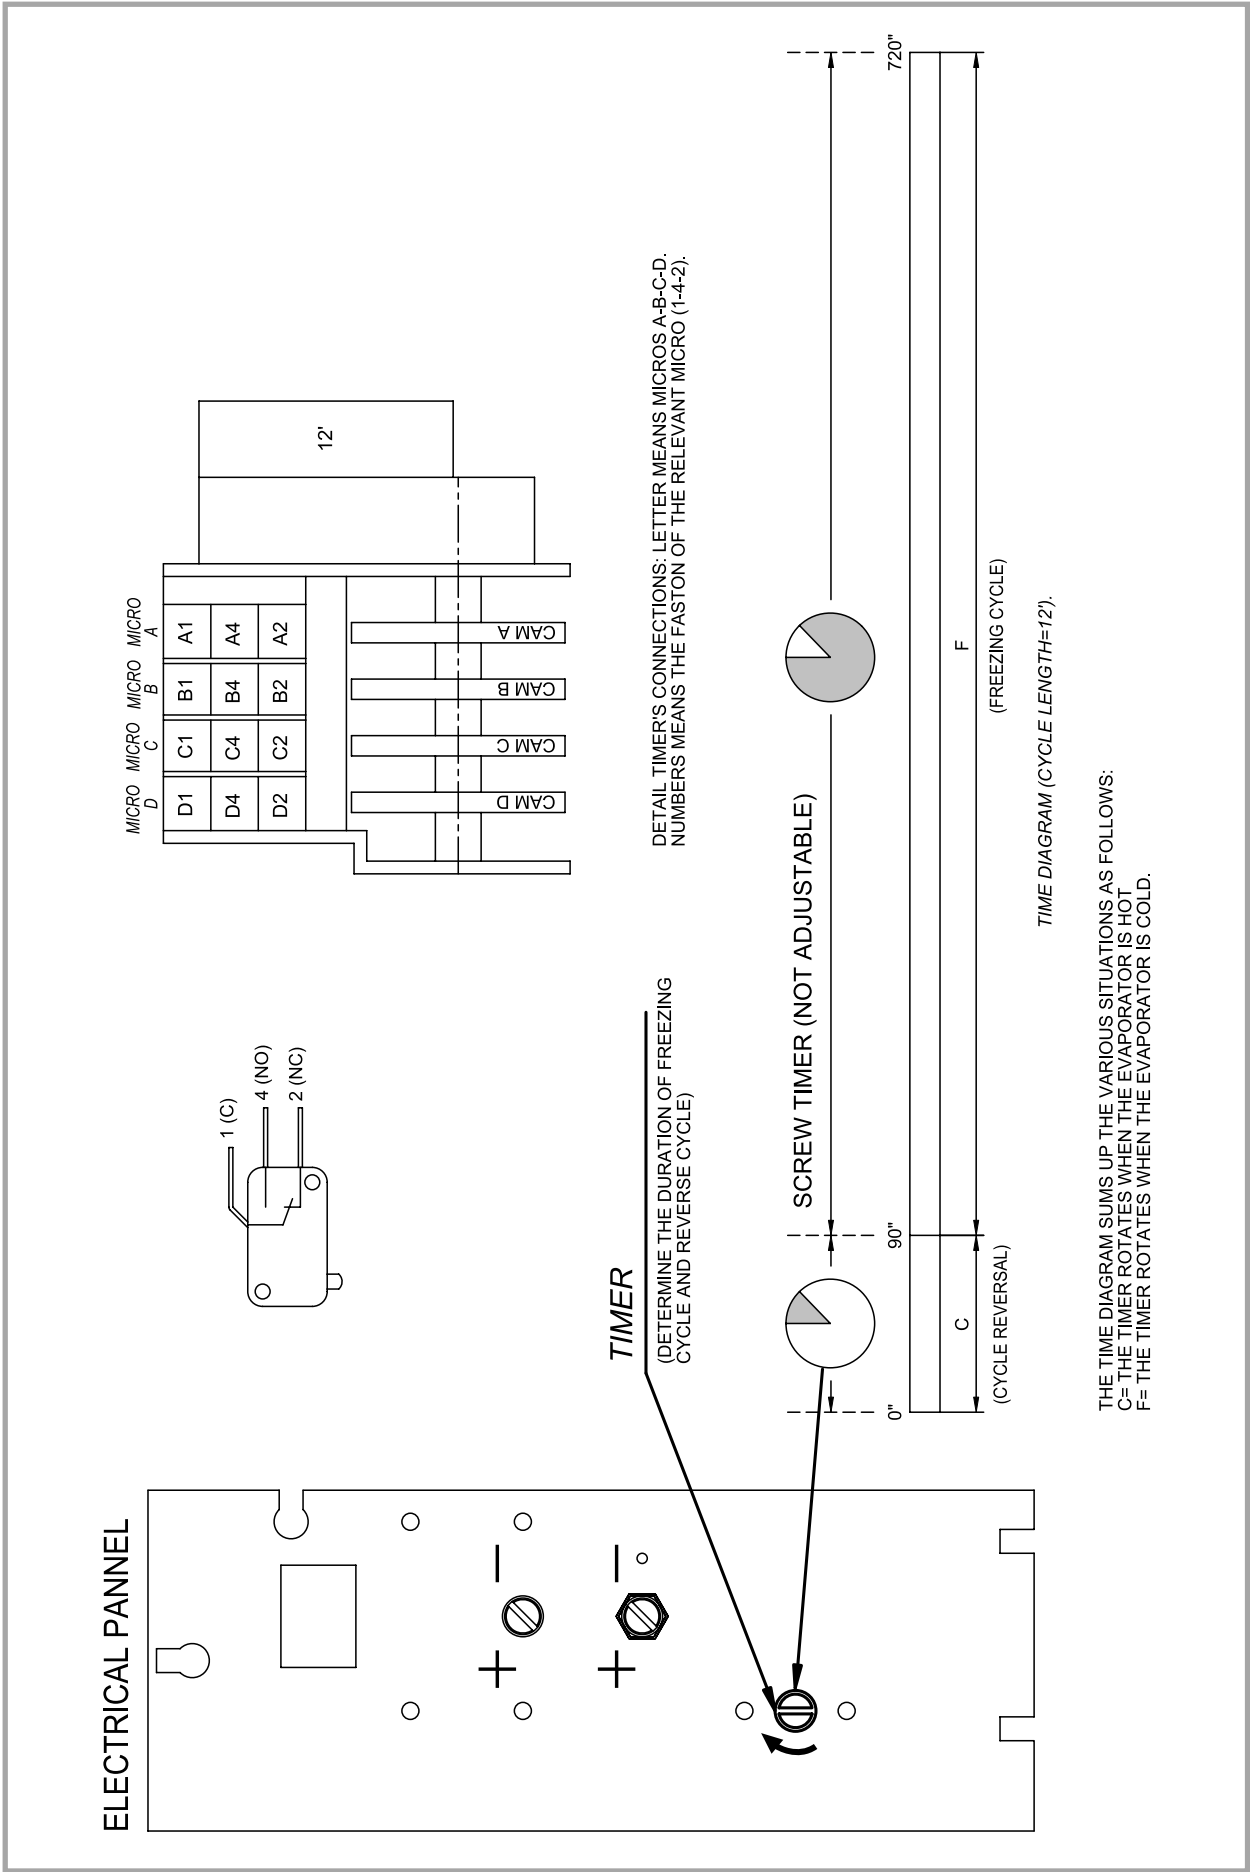 ELECTRICAL PANNEL
1 (C)
4 (NO)
2 (NC)
MICRO D
MICRO C
MICRO B
MICRO A
D1 C1 B1 A1
D4 C4 B4 A4
D2 C2 B2 A2
12'
CAM D
CAM C
CAM B
CAM A
TIMER
(DETERMINE THE DURATION OF FREEZING
CYCLE AND REVERSE CYCLE)
DETAIL TIMER'S CONNECTIONS: LETTER MEANS MICROS A-B-C-D.
NUMBERS MEANS THE FASTON OF THE RELEVANT MICRO (1-4-2).
SCREW TIMER (NOT ADJUSTABLE)
0" 90" 720"
C F
(CYCLE REVERSAL) (FREEZING CYCLE)
TIME DIAGRAM (CYCLE LENGTH=12').
THE TIME DIAGRAM SUMS UP THE VARIOUS SITUATIONS AS FOLLOWS:
C= THE TIMER ROTATES WHEN THE EVAPORATOR IS HOT
F= THE TIMER ROTATES WHEN THE EVAPORATOR IS COLD.